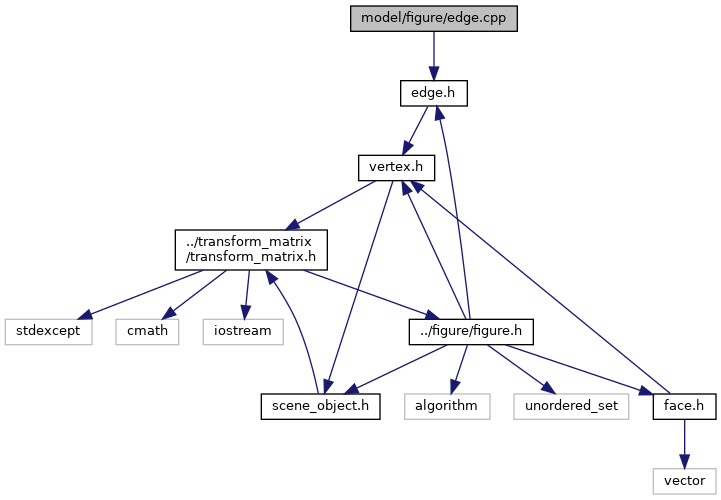 model/figure/edge.cpp
edge.h
vertex.h
../transform_matrix
/transform_matrix.h
stdexcept
cmath
iostream
../figure/figure.h
scene_object.h
algorithm
unordered_set
face.h
vector